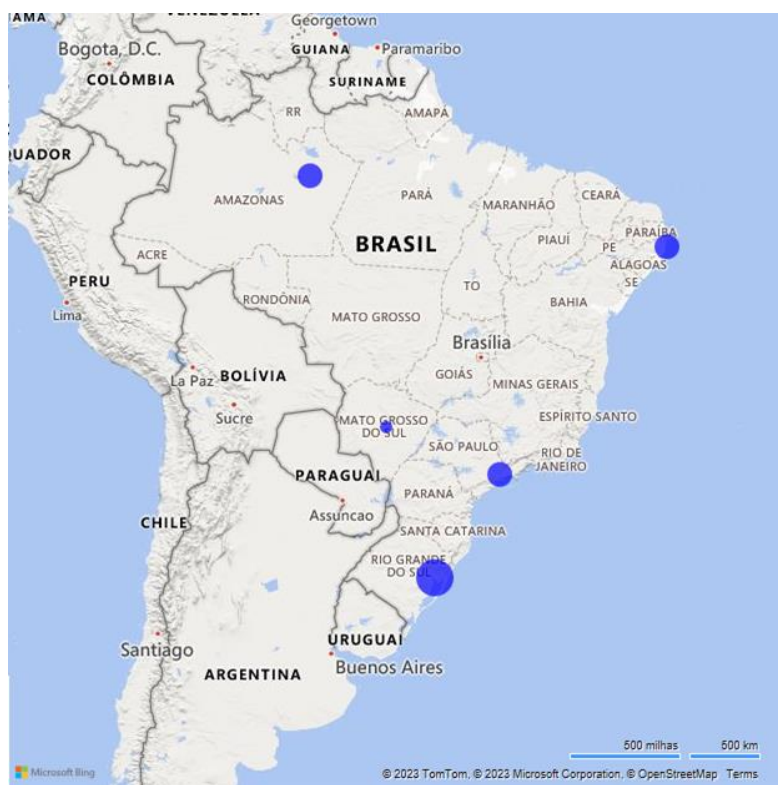 AMA
VENEZUELA
Georgetown
Bogota, D.C.
GUIANA
Paramaribo
COLÔMBIA
SURINAME
RR
AMAPÁ
QUADOR
AMAZONAS
PARÁ
MARANHÃO
CEARÁ
BRASIL
PIAUÍ
PARAÍBA
PE
ACRE
ALAGOAS
SE
PERU
TO
RONDÔNIA
BAHIA
Lima
MATO GROSSO
Brasília
La Paz
BOLÍVIA
GOIÁS
MINAS GERAIS
Sucre
MATO GROSSO
DO SUL
ESPÍRITO SANTO
SÃO PAULO
RIO DE
JANEIRO
PARAGUAI
PARANÁ
Assuncao
CHILE
SANTA CATARINA
RIO GRANDE
DO SUL
URUGUAI
Santiago
ARGENTINA
Buenos Aires
500 milhas
500 km
Microsoft Bing
© 2023 TomTom, © 2023 Microsoft Corporation, © OpenStreetMap Terms